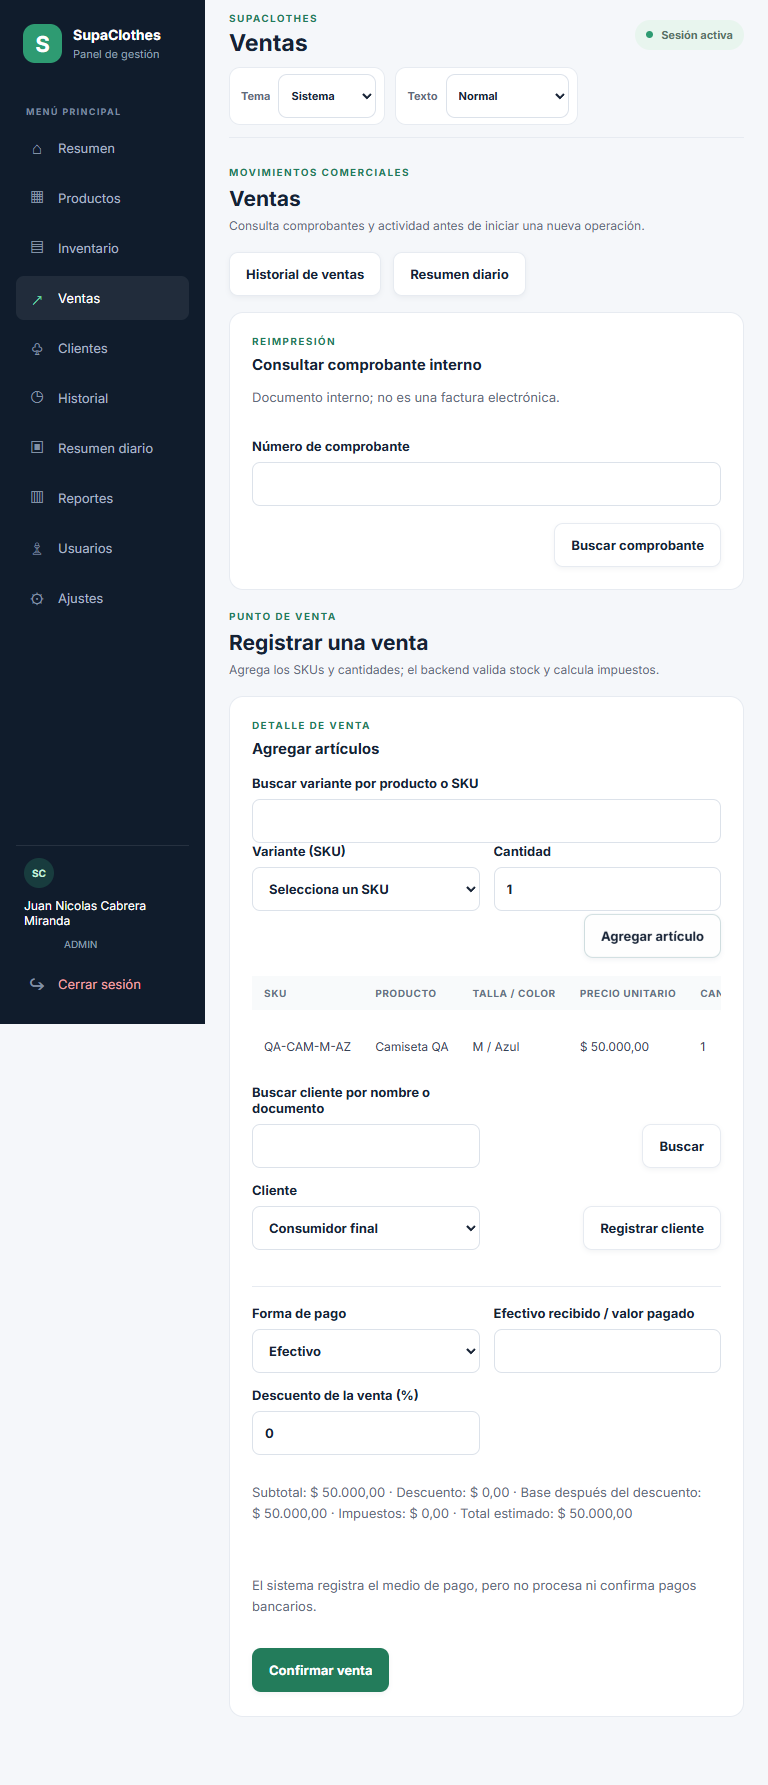 S
SupaClothes
Panel de gestión
MENÚ PRINCIPAL
Resumen
Productos
Inventario
Ventas
Clientes
Historial
Resumen diario
Reportes
Usuarios
Ajustes
SC
Juan Nicolas Cabrera
Miranda
ADMIN
Cerrar sesión
SUPACLOTHES
Ventas
Sesión activa
Tema Sistema Texto Normal
MOVIMIENTOS COMERCIALES
Ventas
Consulta comprobantes y actividad antes de iniciar una nueva operación.
Historial de ventas Resumen diario
REIMPRESIÓN
Consultar comprobante interno
Documento interno; no es una factura electrónica.
Número de comprobante
Buscar comprobante
PUNTO DE VENTA
Registrar una venta
Agrega los SKUs y cantidades; el backend valida stock y calcula impuestos.
DETALLE DE VENTA
Agregar artículos
Buscar variante por producto o SKU
Variante (SKU) Cantidad
Selecciona un SKU 1
Agregar artículo
SKU PRODUCTO TALLA / COLOR PRECIO UNITARIO CAN
QA-CAM-M-AZ Camiseta QA M / Azul $ 50.000,00 1
Buscar cliente por nombre o
documento
Buscar
Cliente
Consumidor final Registrar cliente
Forma de pago Efectivo recibido / valor pagado
Efectivo
Descuento de la venta (%)
0
Subtotal: $ 50.000,00 · Descuento: $ 0,00 · Base después del descuento:
$ 50.000,00 · Impuestos: $ 0,00 · Total estimado: $ 50.000,00
El sistema registra el medio de pago, pero no procesa ni confirma pagos
bancarios.
Confirmar venta